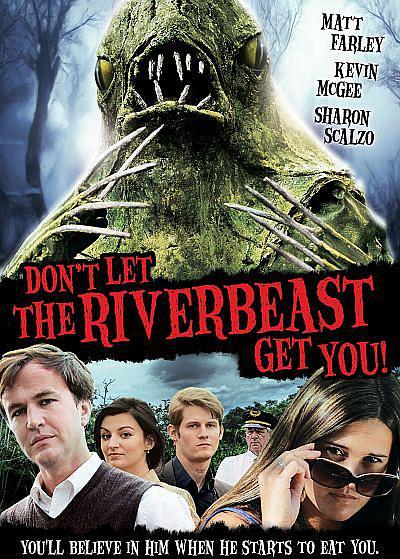 MATT
FARLEY
KEVIN
McGEE
SHARON
SCALZO
DON'T LET
THE RIVERBEAST
GET YOU!
YOU'LL BELIEVE IN HIM WHEN HE STARTS TO EAT YOU.